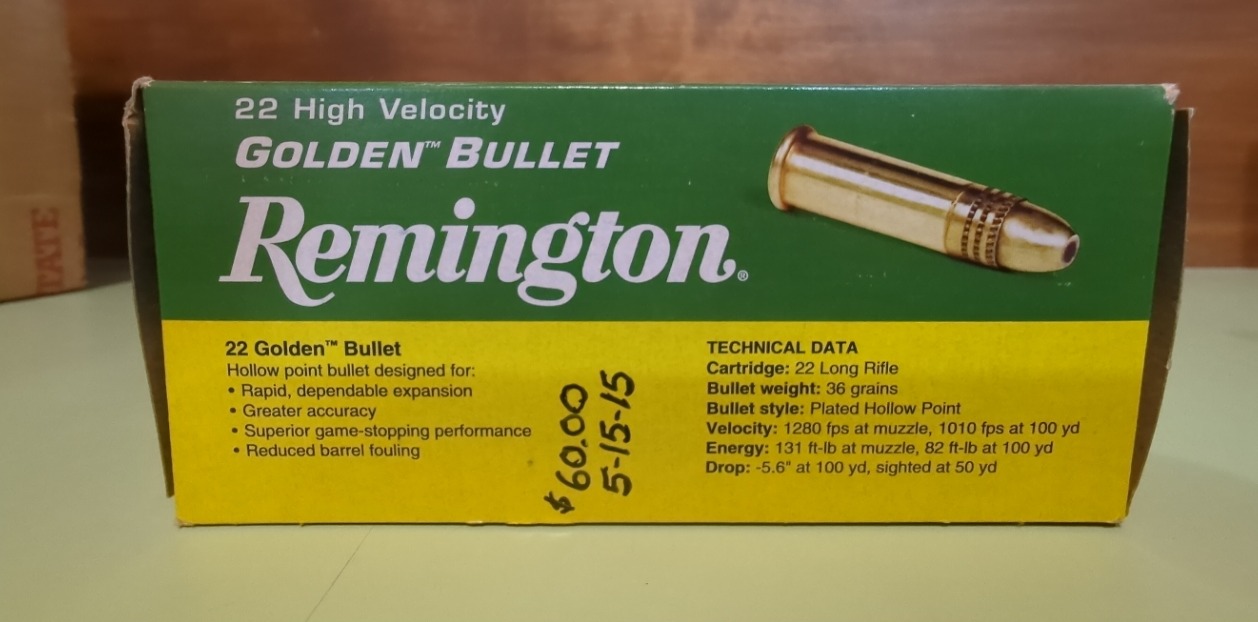 22 High Velocity
GOLDEN™ BULLET
Remington®
22 Golden™ Bullet
Hollow point bullet designed for:
• Rapid, dependable expansion
• Greater accuracy
• Superior game-stopping performance
• Reduced barrel fouling
$60.00
5-15-15
TECHNICAL DATA
Cartridge: 22 Long Rifle
Bullet weight: 36 grains
Bullet style: Plated Hollow Point
Velocity: 1280 fps at muzzle, 1010 fps at 100 yd
Energy: 131 ft-lb at muzzle, 82 ft-lb at 100 yd
Drop: -5.6" at 100 yd, sighted at 50 yd
TATE